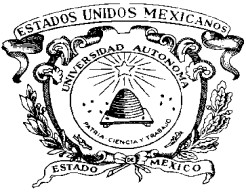 ESTADOS UNIDOS MEXICANOS
UNIVERSIDAD AUTONOMA
PATRIA, CIENCIA Y TRABAJO
ESTADO DE MEXICO